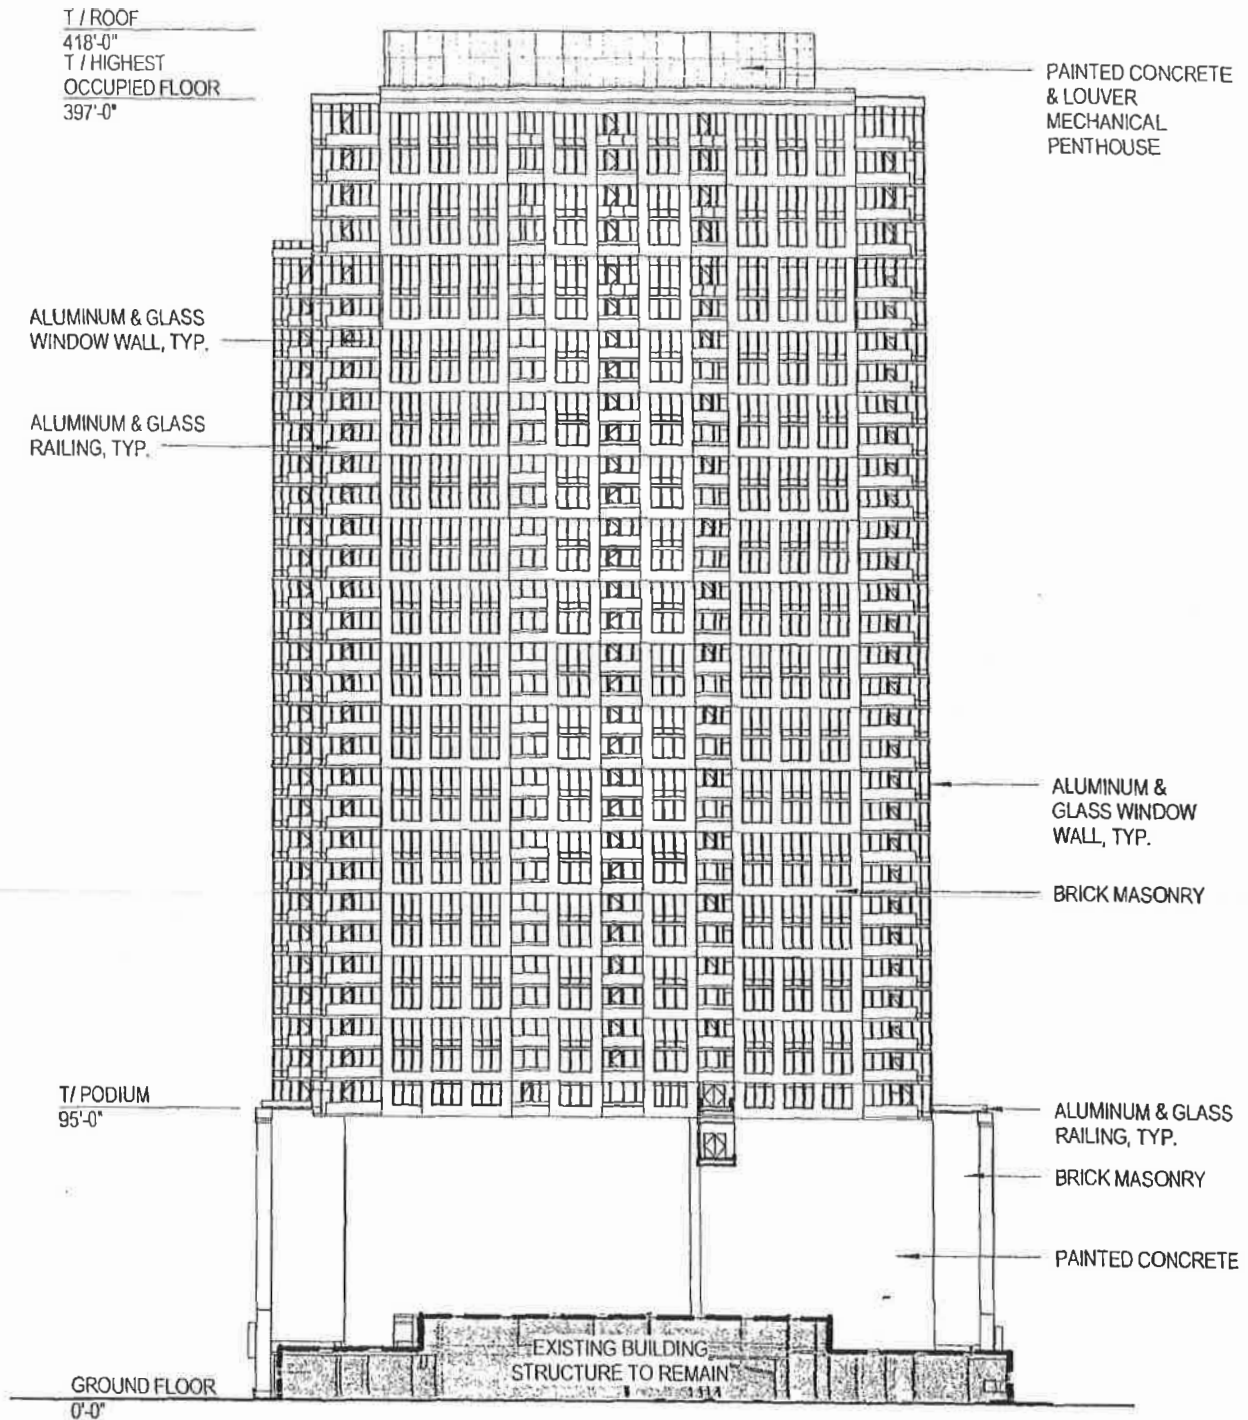 T / ROOF
418'-0"
T / HIGHEST
OCCUPIED FLOOR
397'-0"
PAINTED CONCRETE
& LOUVER
MECHANICAL
PENTHOUSE
ALUMINUM & GLASS
WINDOW WALL, TYP.
ALUMINUM & GLASS
RAILING, TYP.
ALUMINUM &
GLASS WINDOW
WALL, TYP.
BRICK MASONRY
T/ PODIUM
95'-0"
ALUMINUM & GLASS
RAILING, TYP.
BRICK MASONRY
PAINTED CONCRETE
EXISTING BUILDING
STRUCTURE TO REMAIN
GROUND FLOOR
0'-0"